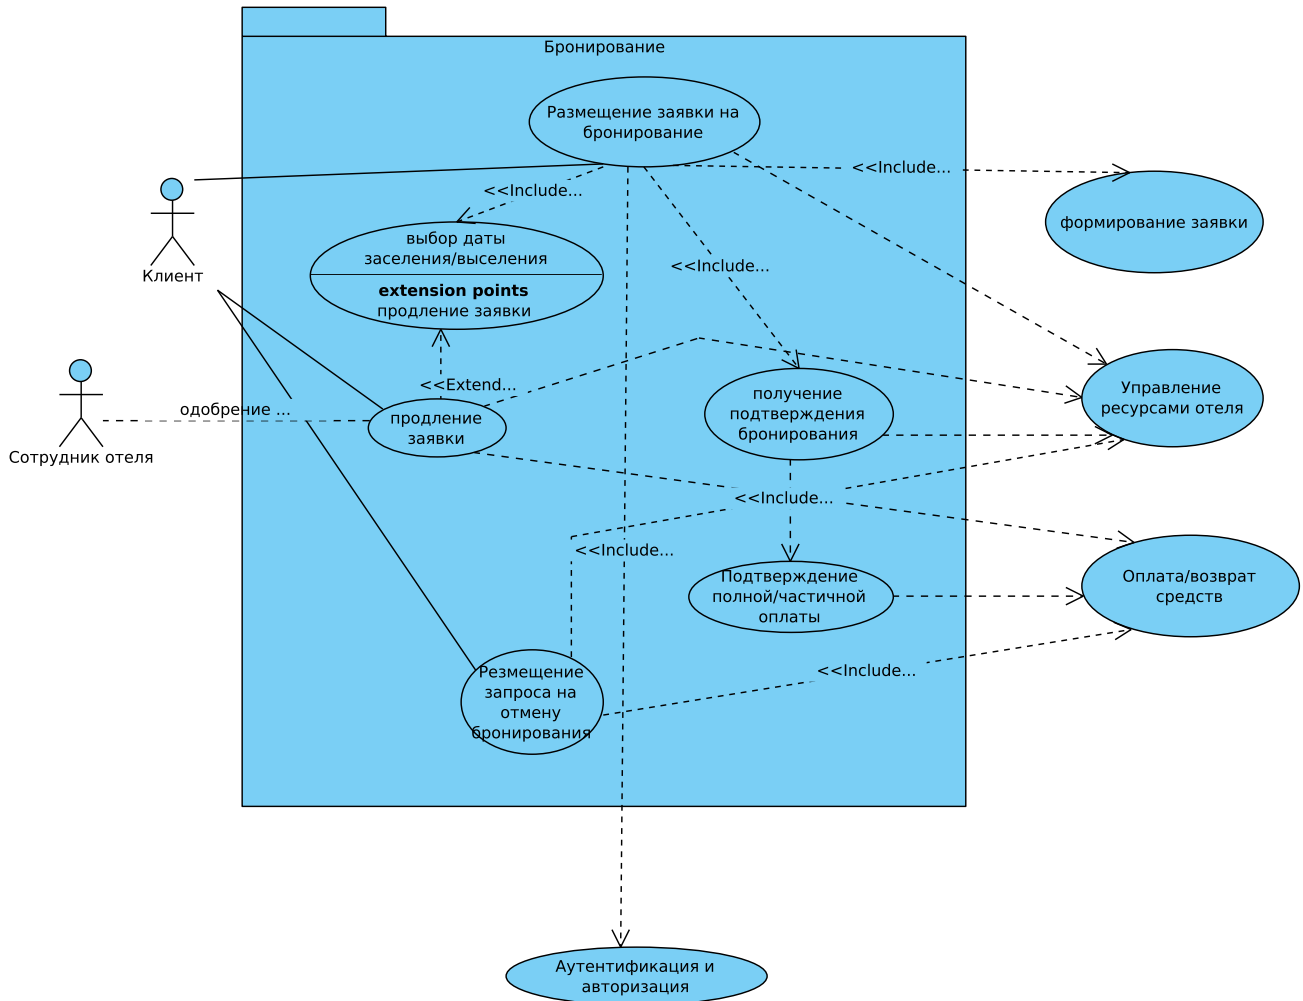 Бронирование
Размещение заявки на
бронирование
<<Include...
<<Include...
выбор даты
заселения/выселения
extension points
продление заявки
формирование заявки
Клиент
<<Include...
<<Extend...
Управление
ресурсами отеля
получение
подтверждения
бронирования
одобрение ...
продление
заявки
Сотрудник отеля
<<Include...
<<Include...
Подтверждение
полной/частичной
оплаты
Оплата/возврат
средств
Резмещение
запроса на
отмену
бронирования
<<Include...
Аутентификация и
авторизация